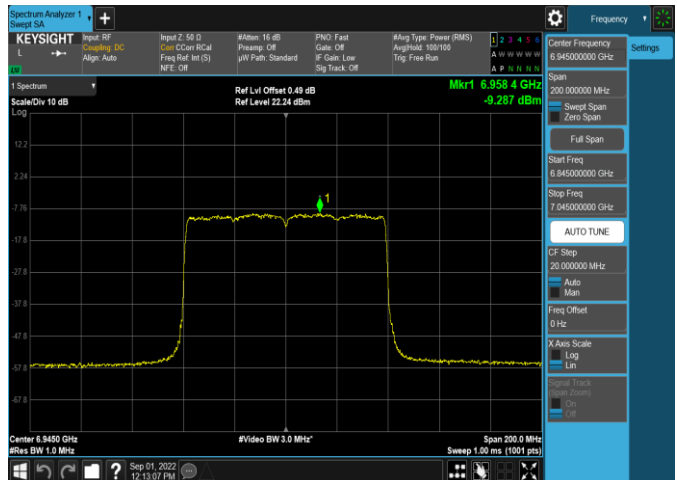 Spectrum Analyzer 1
Swept SA
Frequency
KEYSIGHT
Input: RF
Input Z: 50 Ω
#Atten: 16 dB
PNO: Fast
#Avg Type: Power (RMS)
1 2 3 4 5 6
L
Coupling: DC
Corr CCorr RCal
Preamp: Off
Gate: Off
Avg|Hold: 100/100
A W W W W W
Align: Auto
Freq Ref: Int (S)
µW Path: Standard
IF Gain: Low
Trig: Free Run
NFE: Off
Sig Track: Off
A P N N N N
1 Spectrum
Scale/Div 10 dB
Log
Ref Lvl Offset 0.49 dB
Ref Level 22.24 dBm
Mkr1 6.958 4 GHz
-9.287 dBm
12.2
2.24
-7.76
-17.8
-27.8
-37.8
-47.8
-57.8
-67.8
1
Center 6.9450 GHz
#Video BW 3.0 MHz*
Span 200.0 MHz
#Res BW 1.0 MHz
Sweep 1.00 ms (1001 pts)
Sep 01, 2022
12:13:07 PM
Center Frequency
6.945000000 GHz
Settings
Span
200.000000 MHz
Swept Span
Zero Span
Full Span
Start Freq
6.845000000 GHz
Stop Freq
7.045000000 GHz
AUTO TUNE
CF Step
20.000000 MHz
Auto
Man
Freq Offset
0 Hz
X Axis Scale
Log
Lin
Signal Track
(Span Zoom)
On
Off